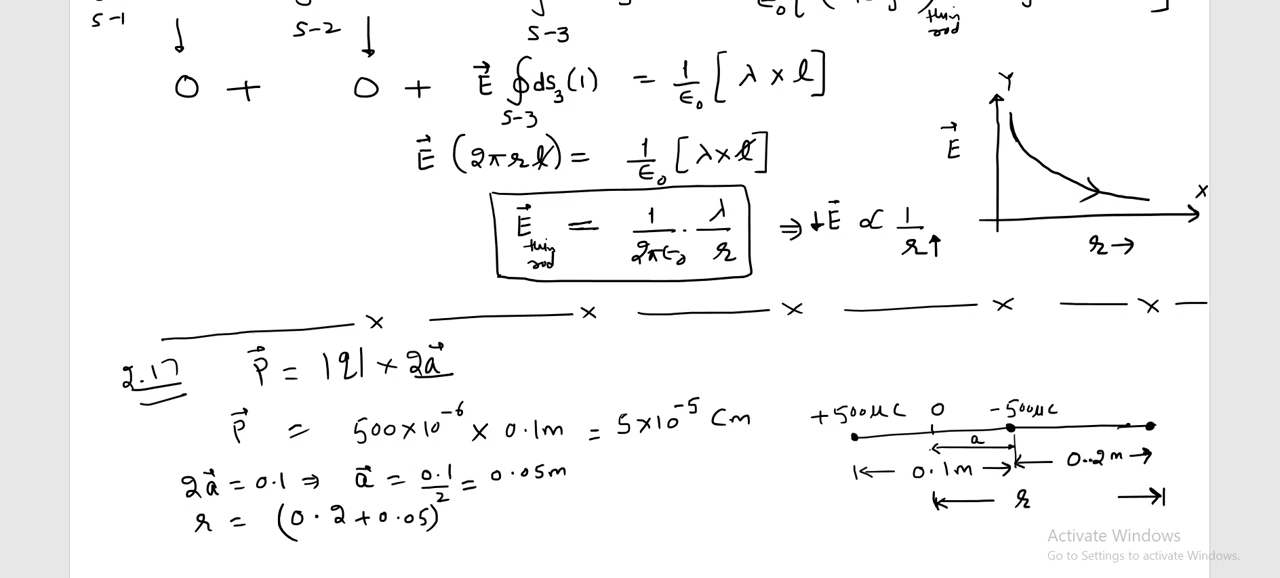 S-1 ↓ S-2 ↓ S-3 thin rod ]
0 + 0 + E⃗ ∮ ds₃(1) = 1/ε₀ [λ × l]
S-3
E⃗ (2πrl) = 1/ε₀ [λ × l]
E⃗ thin rod = 1/2πε₀ · λ/r ⇒ ↓E⃗ ∝ 1/r↑
Y
E⃗
X
r →
2.17 P⃗ = |q| × 2a⃗
P⃗ = 500×10⁻⁶ × 0.1m = 5×10⁻⁵ Cm
2a⃗ = 0.1 ⇒ a⃗ = 0.1/2 = 0.05m
r = (0.2 + 0.05)
+500μC 0 -500μC
a
0.1m 0.2m
r
Activate Windows
Go to Settings to activate Windows.